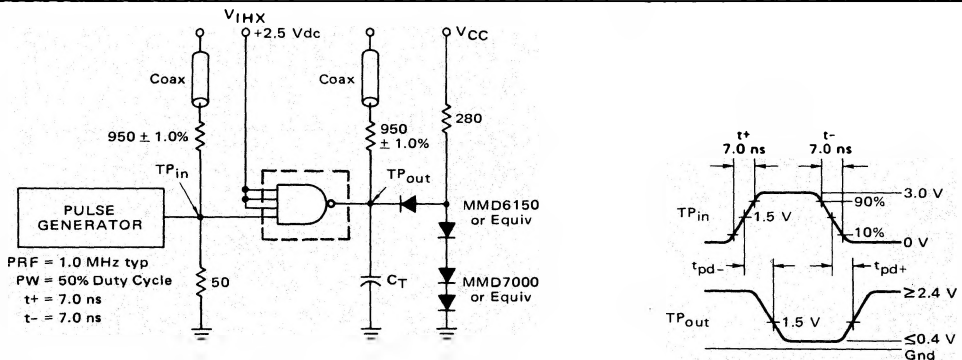 VIHX
+2.5 Vdc
VCC
Coax
Coax
280
950 ± 1.0%
950
± 1.0%
TPin
TPout
PULSE
GENERATOR
MMD6150
or Equiv
PRF = 1.0 MHz typ
PW = 50% Duty Cycle
t+ = 7.0 ns
t− = 7.0 ns
50
CT
MMD7000
or Equiv
t+
7.0 ns
t−
7.0 ns
3.0 V
90%
TPin
1.5 V
10%
0 V
tpd−
tpd+
≥2.4 V
TPout
1.5 V
≤0.4 V
Gnd